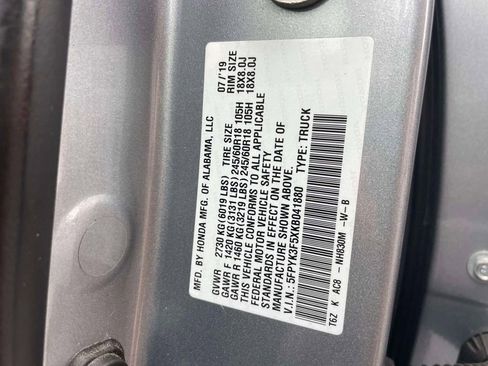 MFD. BY HONDA MFG. OF ALABAMA, LLC 07/'19
TIRE SIZE RIM SIZE
GVWR 2730 KG (6019 LBS)
GAWR F 1420 KG(3131 LBS) 245/60R18 105H 18X8.0J
GAWR R 1460 KG(3219 LBS) 245/60R18 105H 18X8.0J
THIS VEHICLE CONFORMS TO ALL APPLICABLE
FEDERAL MOTOR VEHICLE SAFETY
STANDARDS IN EFFECT ON THE DATE OF
MANUFACTURE SHOWN ABOVE.
V.I.N.: 5FPYK3F5XKB041880 TYPE: TRUCK
T6Z K AC8 -NH830M -W-B